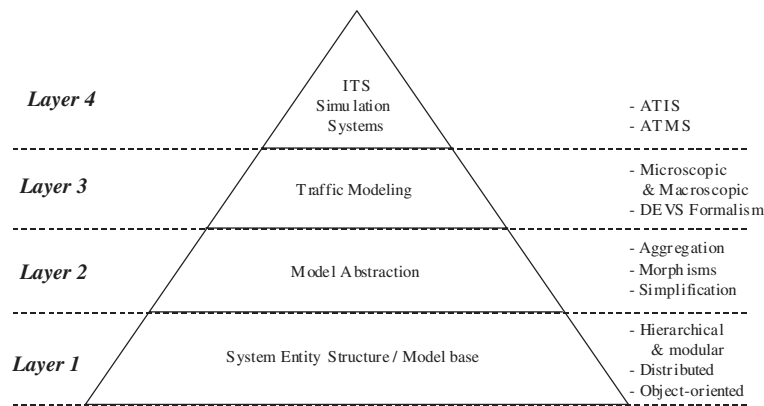 Layer 4
ITS
Simulation
Systems
- ATIS
- ATMS
Layer 3
Traffic Modeling
- Microscopic
& Macroscopic
- DEVS Formalism
Layer 2
Model Abstraction
- Aggregation
- Morphisms
- Simplification
Layer 1
System Entity Structure / Model base
- Hierarchical
& modular
- Distributed
- Object-oriented